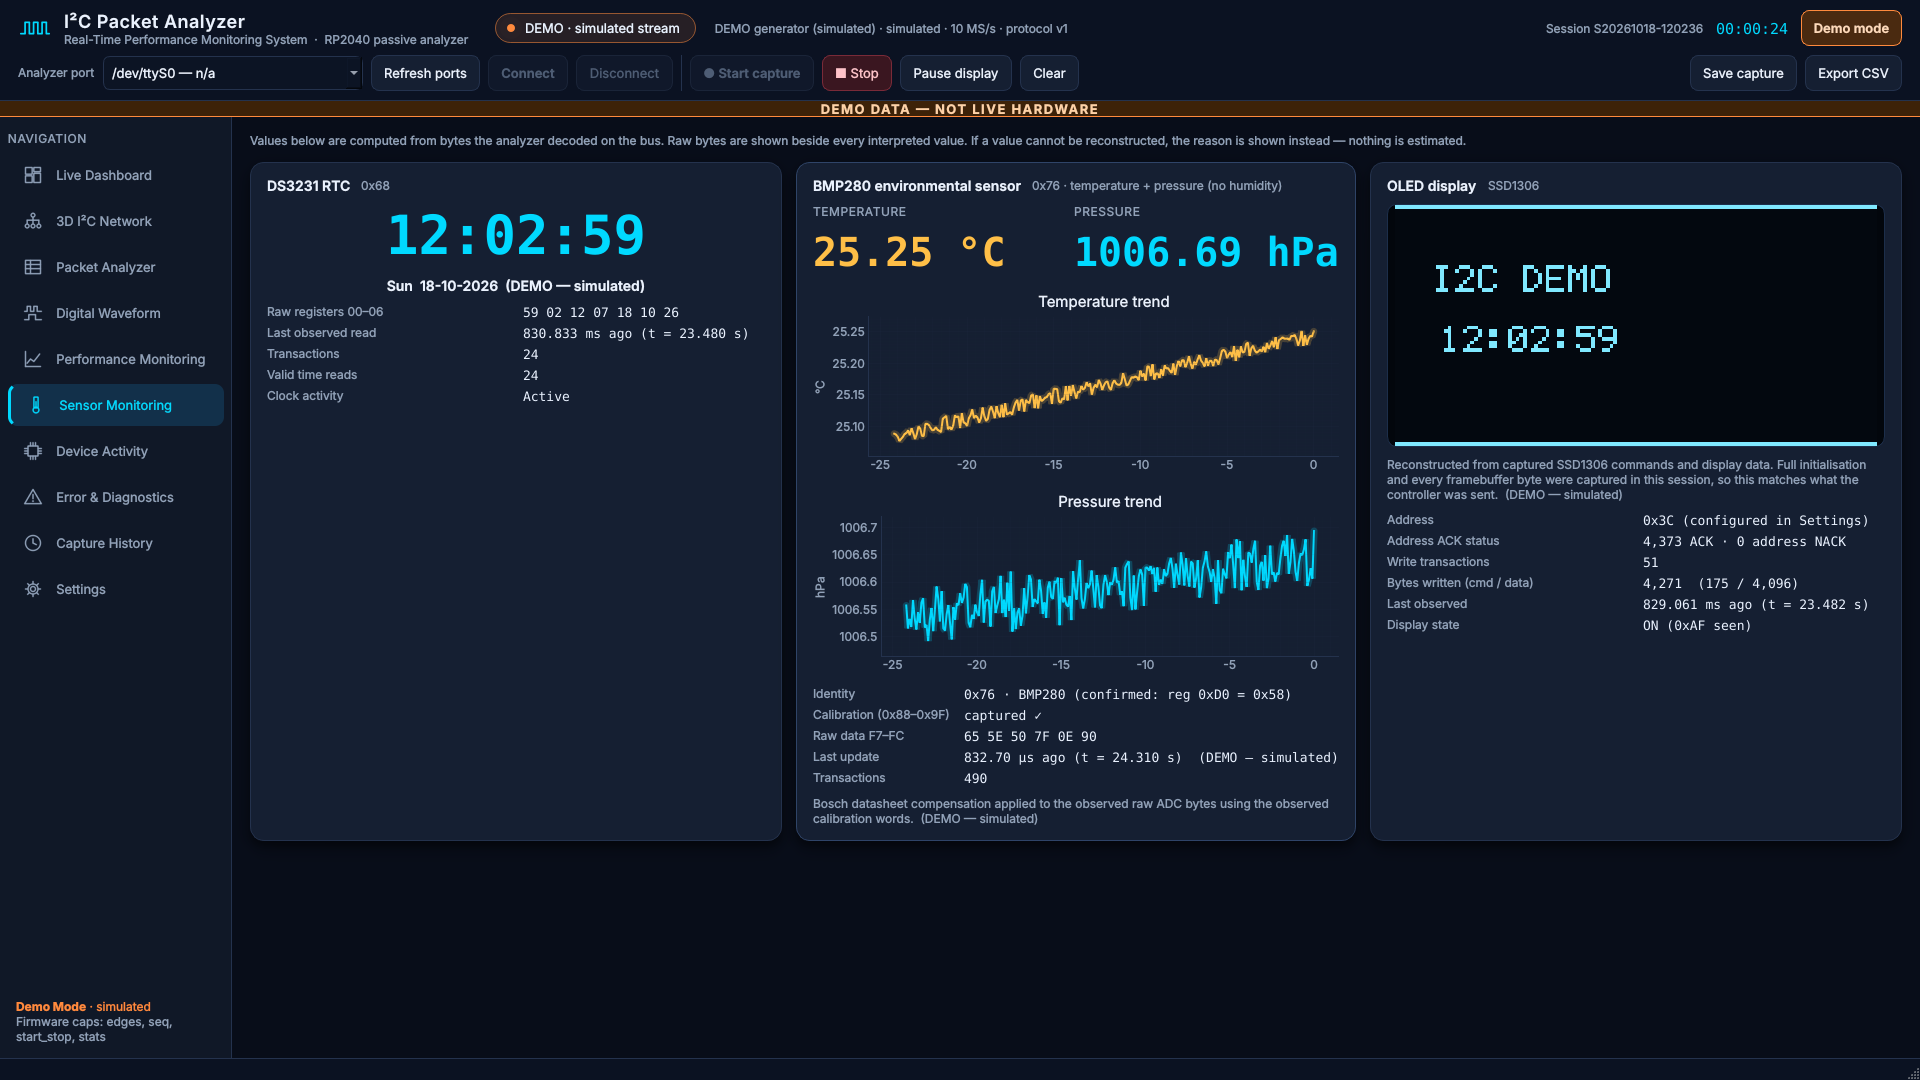 I²C Packet Analyzer
Real-Time Performance Monitoring System · RP2040 passive analyzer
DEMO · simulated stream
DEMO generator (simulated) · simulated · 10 MS/s · protocol v1
Session S20261018-120236
00:00:24
Demo mode
Analyzer port
/dev/ttyS0 — n/a
Refresh ports
Connect
Disconnect
Start capture
Stop
Pause display
Clear
Save capture
Export CSV
DEMO DATA — NOT LIVE HARDWARE
NAVIGATION
Live Dashboard
3D I²C Network
Packet Analyzer
Digital Waveform
Performance Monitoring
Sensor Monitoring
Device Activity
Error & Diagnostics
Capture History
Settings
Demo Mode · simulated
Firmware caps: edges, seq,
start_stop, stats
Values below are computed from bytes the analyzer decoded on the bus. Raw bytes are shown beside every interpreted value. If a value cannot be reconstructed, the reason is shown instead — nothing is estimated.
DS3231 RTC 0x68
12:02:59
Sun 18-10-2026 (DEMO — simulated)
Raw registers 00–06 59 02 12 07 18 10 26
Last observed read 830.833 ms ago (t = 23.480 s)
Transactions 24
Valid time reads 24
Clock activity Active
BMP280 environmental sensor 0x76 · temperature + pressure (no humidity)
TEMPERATURE PRESSURE
25.25 °C 1006.69 hPa
Temperature trend
25.25
25.20
25.15
25.10
°C
-25 -20 -15 -10 -5 0
Pressure trend
1006.7
1006.65
1006.6
1006.55
1006.5
hPa
-25 -20 -15 -10 -5 0
Identity 0x76 · BMP280 (confirmed: reg 0xD0 = 0x58)
Calibration (0x88–0x9F) captured ✓
Raw data F7–FC 65 5E 50 7F 0E 90
Last update 832.70 µs ago (t = 24.310 s) (DEMO — simulated)
Transactions 490
Bosch datasheet compensation applied to the observed raw ADC bytes using the observed
calibration words. (DEMO — simulated)
OLED display SSD1306
I2C DEMO
12:02:59
Reconstructed from captured SSD1306 commands and display data. Full initialisation
and every framebuffer byte were captured in this session, so this matches what the
controller was sent. (DEMO — simulated)
Address 0x3C (configured in Settings)
Address ACK status 4,373 ACK · 0 address NACK
Write transactions 51
Bytes written (cmd / data) 4,271 (175 / 4,096)
Last observed 829.061 ms ago (t = 23.482 s)
Display state ON (0xAF seen)